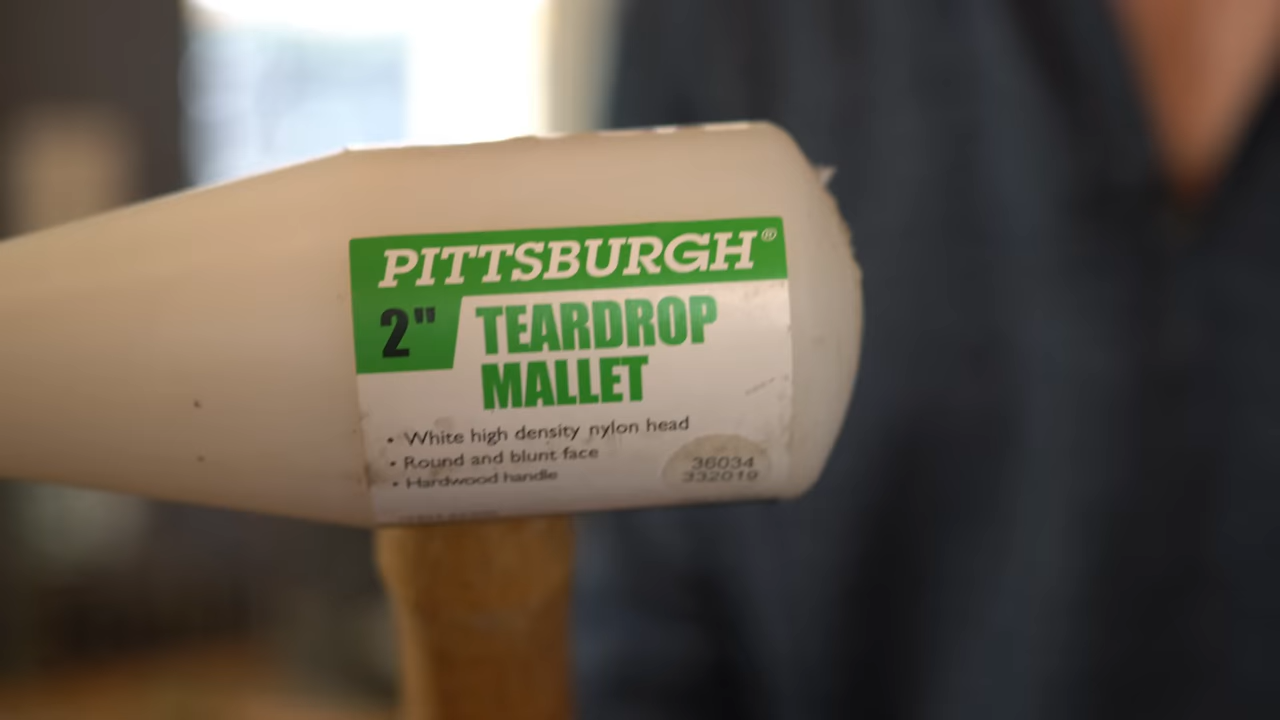 PITTSBURGH®
2" TEARDROP
MALLET
• White high density nylon head
• Round and blunt face
• Hardwood handle
36034
332019